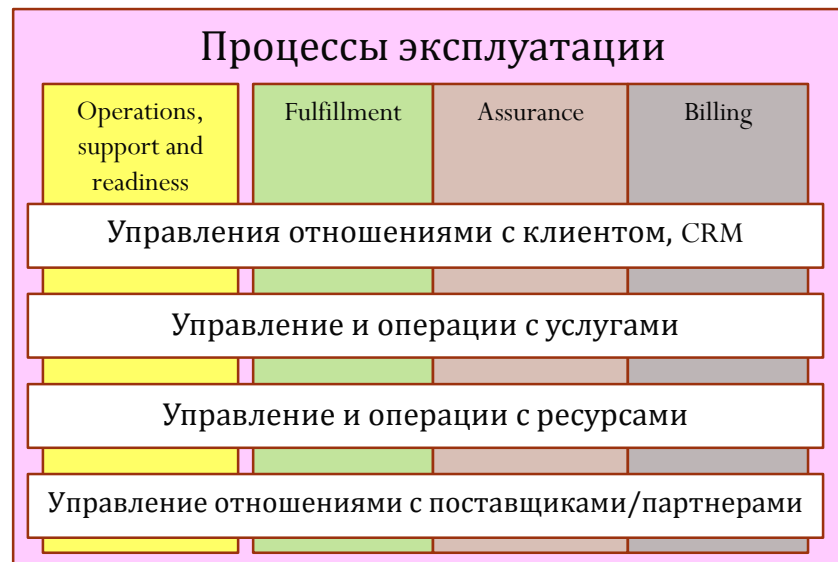 Процессы эксплуатации
Operations,
support and
readiness
Fulfillment
Assurance
Billing
Управления отношениями с клиентом, CRM
Управление и операции с услугами
Управление и операции с ресурсами
Управление отношениями с поставщиками/партнерами